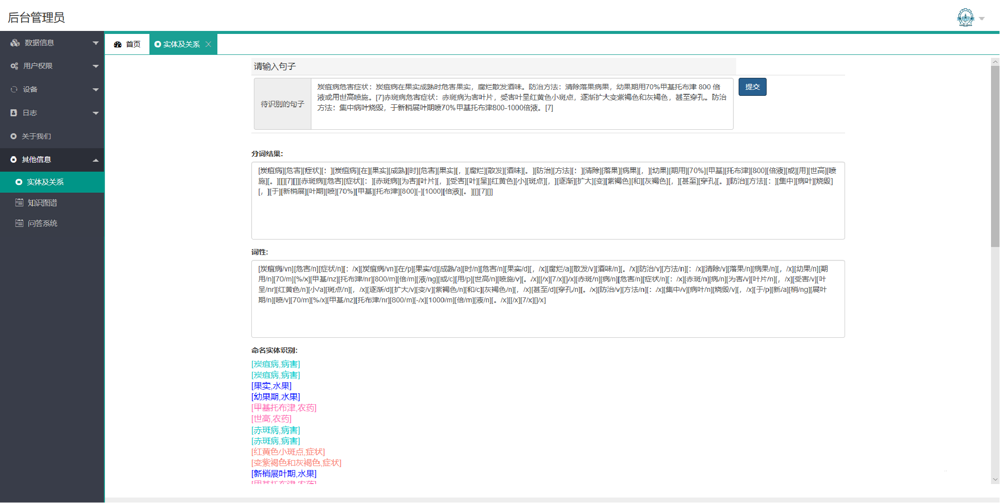 后台管理员
数据信息
用户权限
设备
日志
关于我们
其他信息
实体及关系
知识图谱
问答系统
首页
实体及关系
请输入句子
待识别的句子
炭疽病危害症状：炭疽病在果实成熟时危害果实，腐烂散发酒味。防治方法：清除落果病果，幼果期用70%甲基托布津 800 倍
液或用世高喷施。[7]赤斑病危害症状：赤斑病为害叶片，受害叶呈红黄色小斑点，逐渐扩大变紫褐色和灰褐色，甚至穿孔。防治
方法：集中病叶烧毁，于新梢展叶期喷70%甲基托布津800-1000倍液。[7]
提交
分词结果:
[炭疽病][危害][症状][：][炭疽病][在][果实][成熟][时][危害][果实][，][腐烂][散发][酒味][。][防治][方法][：][清除][落果][病果][，][幼果][期用][70%][甲基][托布津][800][倍液][或][用][世高][喷
施][。][[][7][]][赤斑病][危害][症状][：][赤斑病][为害][叶片][，][受害][叶][呈][红黄色][小][斑点][，][逐渐][扩大][变][紫褐色][和][灰褐色][，][甚至][穿孔][。][防治][方法][：][集中][病叶][烧毁]
[，][于][新梢展][叶期][喷][70%][甲基][托布津][800][-][1000][倍液][。][[][7][]]
词性:
[炭疽病/vn][危害/n][症状/n][：/x][炭疽病/vn][在/p][果实/d][成熟/a][时/n][危害/n][果实/d][，/x][腐烂/a][散发/v][酒味/n][。/x][防治/v][方法/n][：/x][清除/v][落果/n][病果/n][，/x][幼果/n][期
用/n][70/m][%/x][甲基/nz][托布津/nr][800/m][倍/m][液/ng][或/c][用/p][世高/n][喷施/v][。/x][[/x][7/x][]/x][赤斑/n][病/n][危害/n][症状/n][：/x][赤斑/n][病/n][为害/v][叶片/n][，/x][受害/v][叶
呈/nr][红黄色/n][小/a][斑点/n][，/x][逐渐/d][扩大/v][变/v][紫褐色/n][和/c][灰褐色/n][，/x][甚至/d][穿孔/n][。/x][防治/v][方法/n][：/x][集中/v][病叶/n][烧毁/v][，/x][于/p][新/a][梢/ng][展叶
期/n][喷/v][70/m][%/x][甲基/nz][托布津/nr][800/m][-/x][1000/m][倍/m][液/n][。/x][[/x][7/x][]/x]
命名实体识别:
[炭疽病,病害]
[炭疽病,病害]
[果实,水果]
[幼果期,水果]
[甲基托布津,农药]
[世高,农药]
[赤斑病,病害]
[赤斑病,病害]
[红黄色小斑点,症状]
[变紫褐色和灰褐色,症状]
[新梢展叶期,水果]
[甲基托布津,农药]